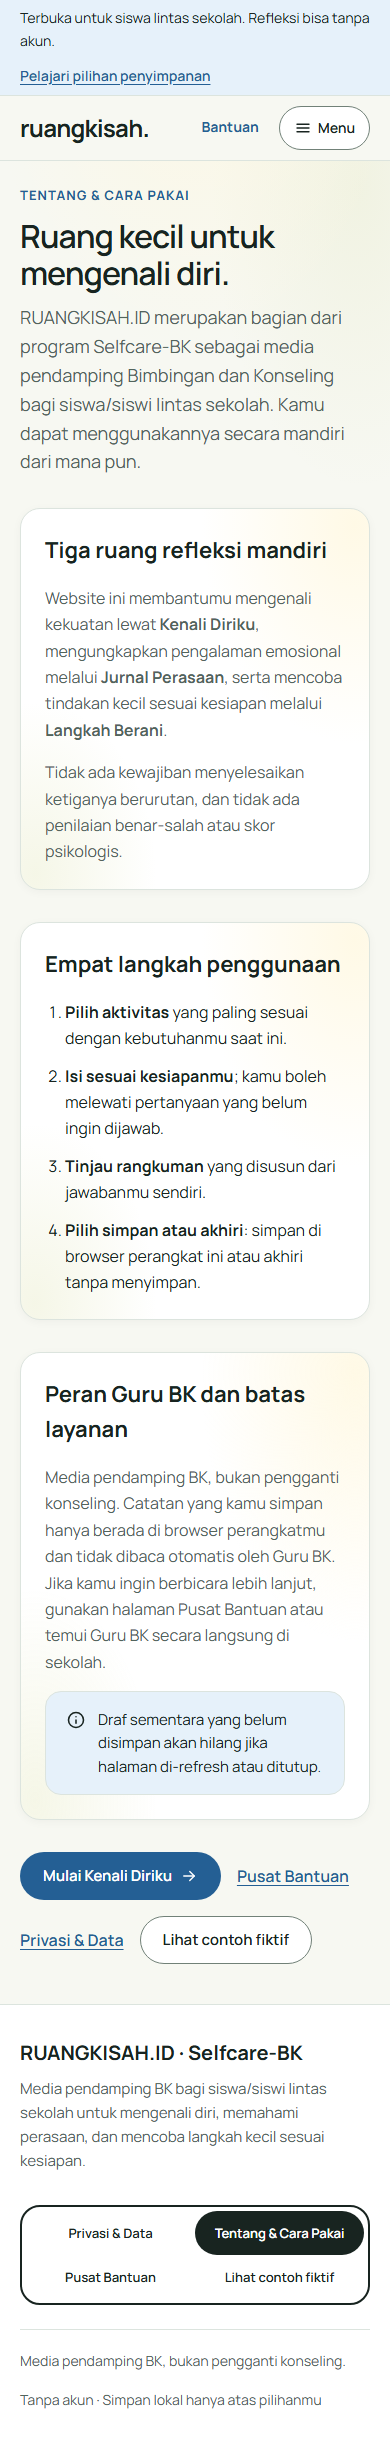 Terbuka untuk siswa lintas sekolah. Refleksi bisa tanpa
akun.
Pelajari pilihan penyimpanan
ruangkisah.
Bantuan
Menu
TENTANG & CARA PAKAI
Ruang kecil untuk
mengenali diri.
RUANGKISAH.ID merupakan bagian dari
program Selfcare-BK sebagai media
pendamping Bimbingan dan Konseling
bagi siswa/siswi lintas sekolah. Kamu
dapat menggunakannya secara mandiri
dari mana pun.
Tiga ruang refleksi mandiri
Website ini membantumu mengenali
kekuatan lewat Kenali Diriku,
mengungkapkan pengalaman emosional
melalui Jurnal Perasaan, serta mencoba
tindakan kecil sesuai kesiapan melalui
Langkah Berani.
Tidak ada kewajiban menyelesaikan
ketiganya berurutan, dan tidak ada
penilaian benar-salah atau skor
psikologis.
Empat langkah penggunaan
1. Pilih aktivitas yang paling sesuai
dengan kebutuhanmu saat ini.
2. Isi sesuai kesiapanmu; kamu boleh
melewati pertanyaan yang belum
ingin dijawab.
3. Tinjau rangkuman yang disusun dari
jawabanmu sendiri.
4. Pilih simpan atau akhiri: simpan di
browser perangkat ini atau akhiri
tanpa menyimpan.
Peran Guru BK dan batas
layanan
Media pendamping BK, bukan pengganti
konseling. Catatan yang kamu simpan
hanya berada di browser perangkatmu
dan tidak dibaca otomatis oleh Guru BK.
Jika kamu ingin berbicara lebih lanjut,
gunakan halaman Pusat Bantuan atau
temui Guru BK secara langsung di
sekolah.
Draf sementara yang belum
disimpan akan hilang jika
halaman di-refresh atau ditutup.
Mulai Kenali Diriku →
Pusat Bantuan
Privasi & Data
Lihat contoh fiktif
RUANGKISAH.ID · Selfcare-BK
Media pendamping BK bagi siswa/siswi lintas
sekolah untuk mengenali diri, memahami
perasaan, dan mencoba langkah kecil sesuai
kesiapan.
Privasi & Data
Tentang & Cara Pakai
Pusat Bantuan
Lihat contoh fiktif
Media pendamping BK, bukan pengganti konseling.
Tanpa akun · Simpan lokal hanya atas pilihanmu